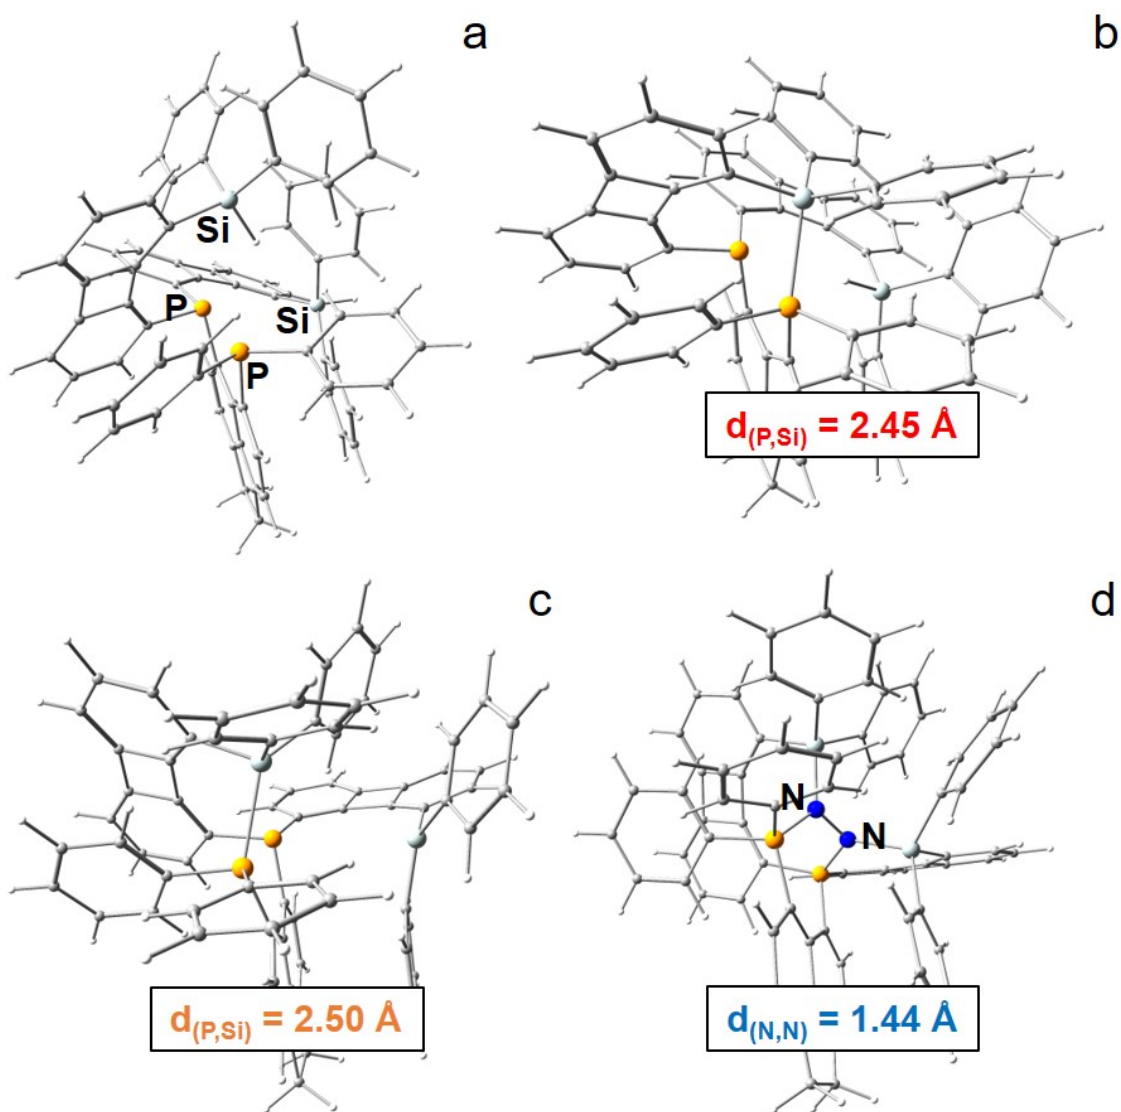 a
b
Si
P
Si
P
d(P,Si) = 2.45 Å
c
d
N
N
d(P,Si) = 2.50 Å
d(N,N) = 1.44 Å